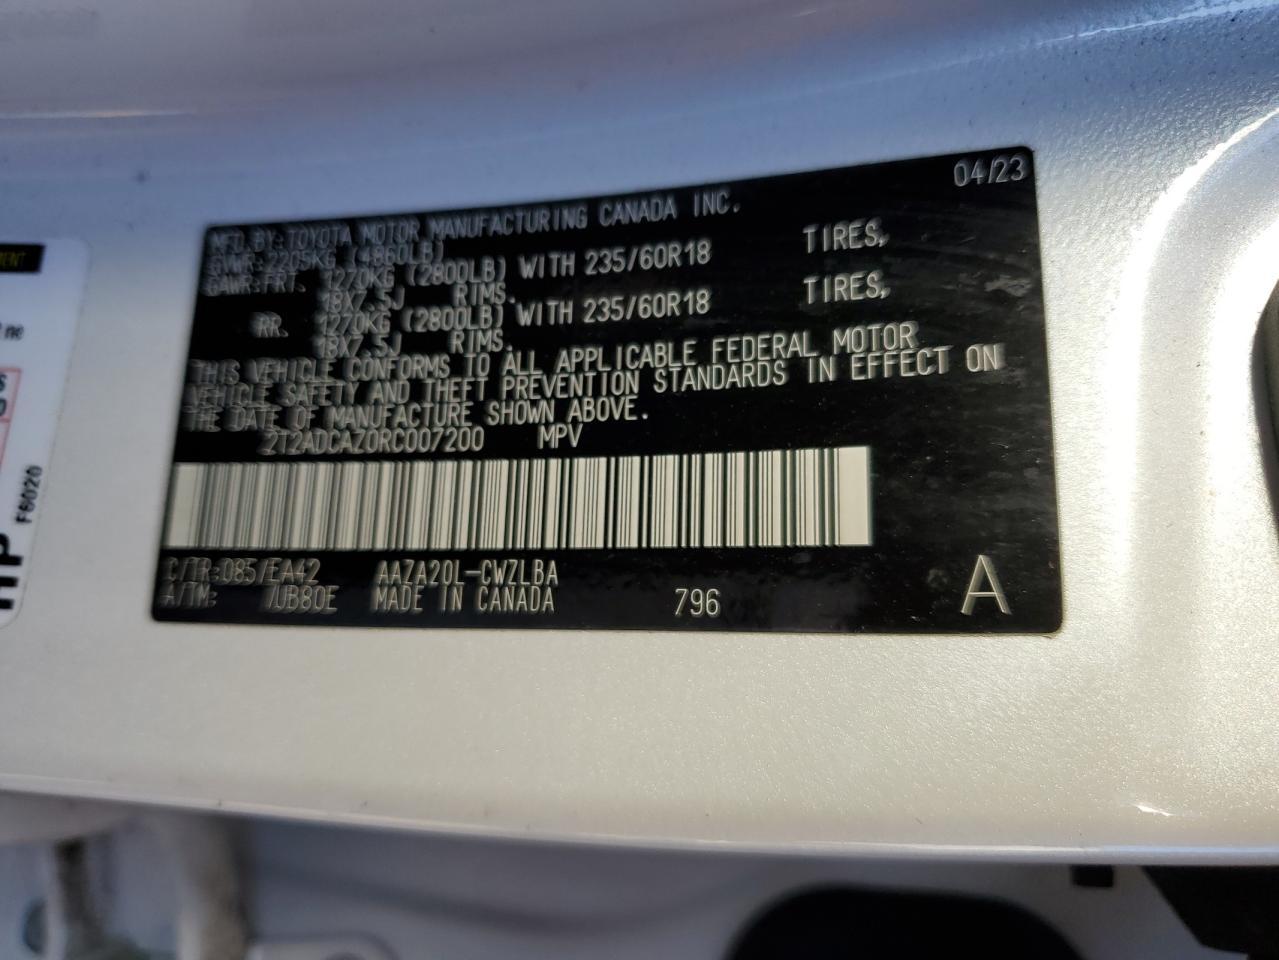 04/23
MFD.BY:TOYOTA MOTOR MANUFACTURING CANADA INC.
GVWR:2205KG (4860LB)
GAWR:FRT. 1270KG (2800LB) WITH 235/60R18 TIRES,
18X7.5J RIMS.
RR. 1270KG (2800LB) WITH 235/60R18 TIRES,
18X7.5J RIMS.
THIS VEHICLE CONFORMS TO ALL APPLICABLE FEDERAL MOTOR
VEHICLE SAFETY AND THEFT PREVENTION STANDARDS IN EFFECT ON
THE DATE OF MANUFACTURE SHOWN ABOVE.
2T2ADCAZ0RC007200 MPV
C/TR:085/EA42 AAZA20L-CWZLBA
A/TM: /UB80E MADE IN CANADA 796 A
F6020